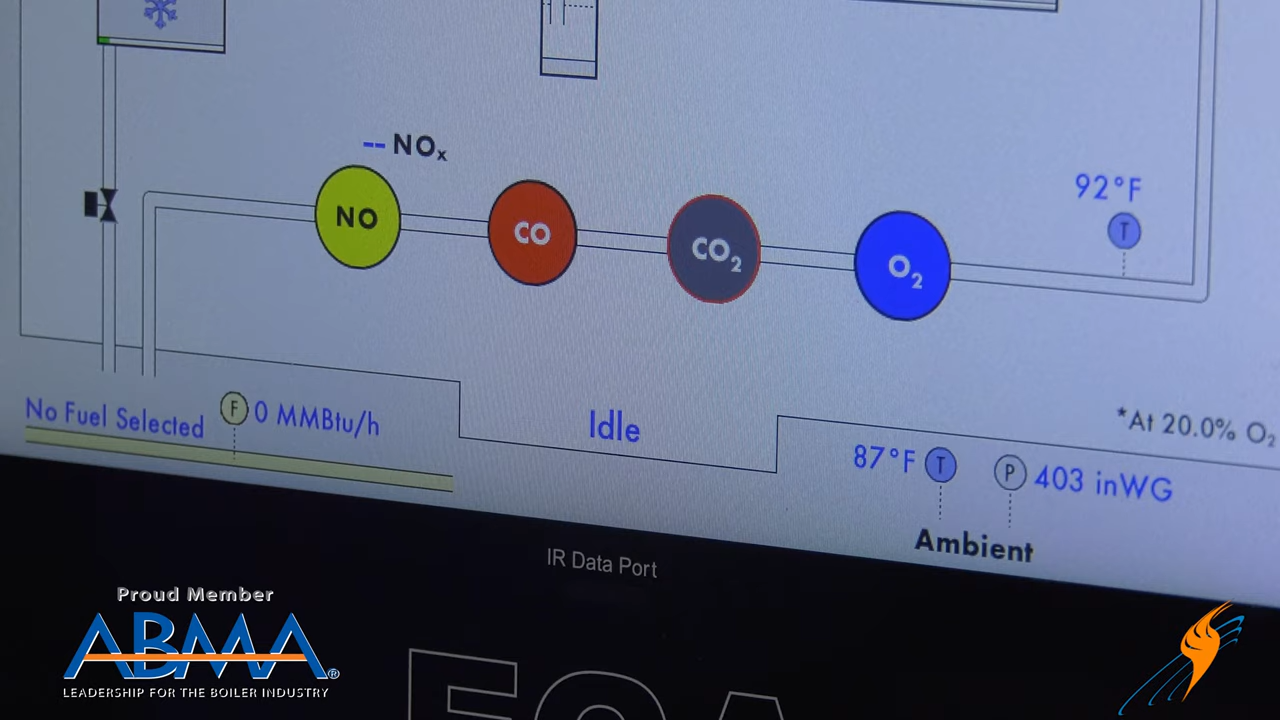 -- NOx
NO
CO
CO2
O2
92°F
T
No Fuel Selected
F
0 MMBtu/h
Idle
*At 20.0% O2
87°F
T
P
403 inWG
Ambient
IR Data Port
Proud Member
ABMA®
LEADERSHIP FOR THE BOILER INDUSTRY